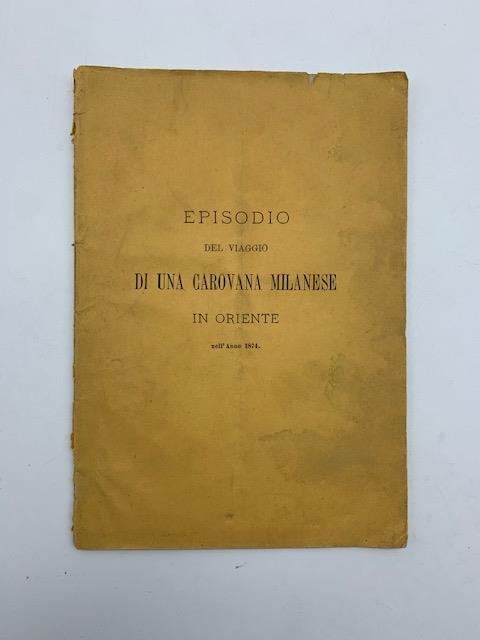 EPISODIO
DEL VIAGGIO
DI UNA CAROVANA MILANESE
IN ORIENTE
nell'Anno 1874.